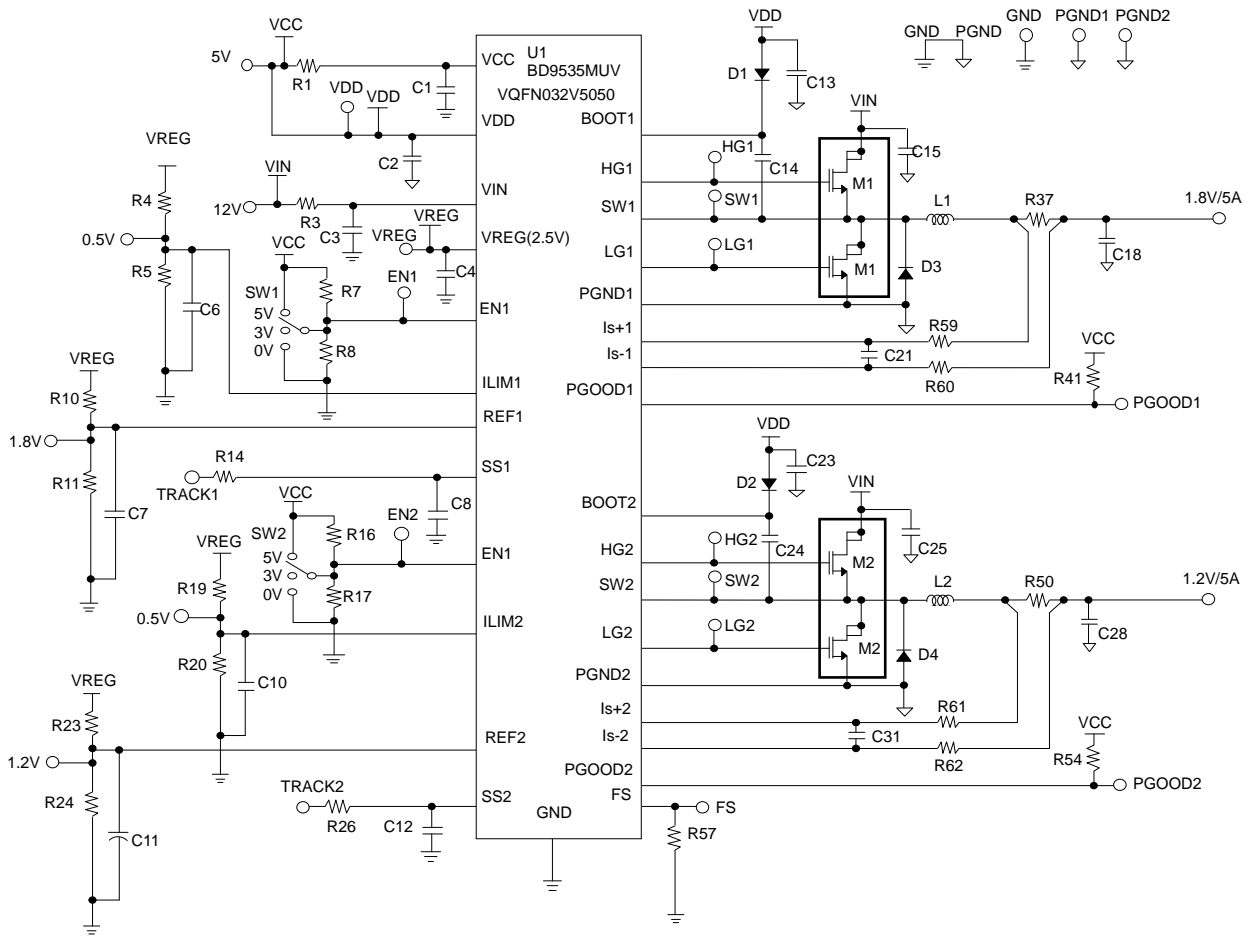 VCC
5V
R1
C1
VDD
VDD
C2
VREG
R4
0.5V
R5
C6
VIN
12V
R3
C3
VREG
VREG
C4
VCC
SW1
5V
3V
0V
R7
R8
EN1
VREG
R10
1.8V
R11
C7
R14
TRACK1
C8
VCC
SW2
5V
3V
0V
R16
R17
EN2
VREG
R19
0.5V
R20
C10
VREG
R23
1.2V
R24
C11
TRACK2
R26
C12
U1
BD9535MUV
VQFN032V5050
VCC
VDD
VIN
VREG(2.5V)
EN1
ILIM1
REF1
SS1
EN1
ILIM2
REF2
SS2
GND
BOOT1
HG1
SW1
LG1
PGND1
Is+1
Is-1
PGOOD1
BOOT2
HG2
SW2
LG2
PGND2
Is+2
Is-2
PGOOD2
FS
VDD
D1
C13
GND PGND
GND
PGND1
PGND2
VIN
C15
C14
HG1
SW1
LG1
M1
M1
D3
L1
R37
1.8V/5A
C18
R59
C21
R60
VCC
R41
PGOOD1
VDD
C23
D2
VIN
C25
C24
HG2
SW2
LG2
M2
M2
D4
L2
R50
1.2V/5A
C28
R61
C31
R62
VCC
R54
PGOOD2
FS
R57